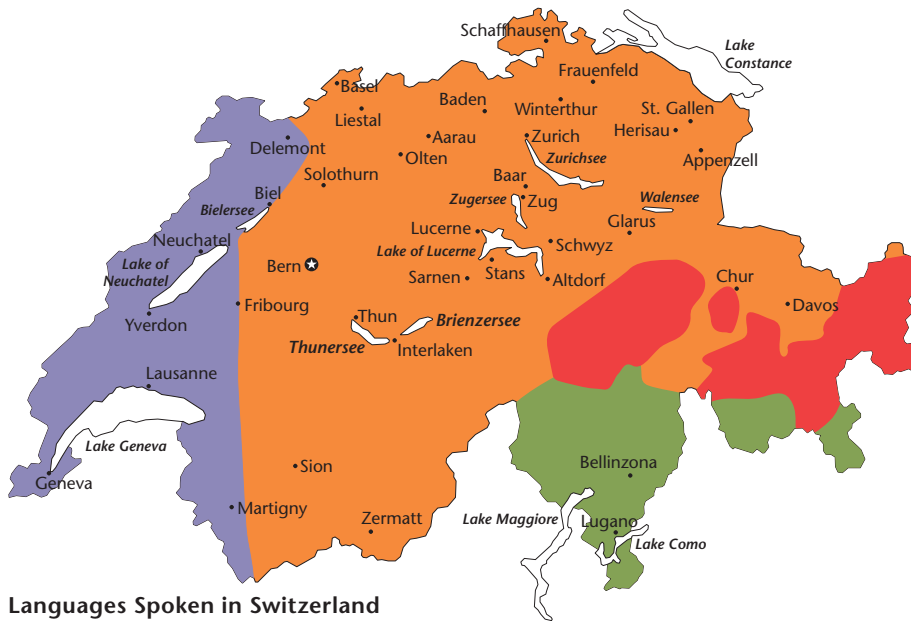 Schaffhausen
Lake
Constance
Basel
Frauenfeld
Baden
Winterthur
St. Gallen
Liestal
Herisau
Delemont
Aarau
Zurich
Olten
Zurichsee
Appenzell
Solothurn
Baar
Biel
Zugersee
Zug
Walensee
Bielersee
Glarus
Neuchatel
Lucerne
Schwyz
Lake of
Neuchatel
Lake of Lucerne
Bern
Stans
Sarnen
Altdorf
Chur
Fribourg
Davos
Yverdon
Thun
Brienzersee
Thunersee
Interlaken
Lausanne
Lake Geneva
Sion
Bellinzona
Geneva
Martigny
Zermatt
Lake Maggiore
Lugano
Lake Como
Languages Spoken in Switzerland